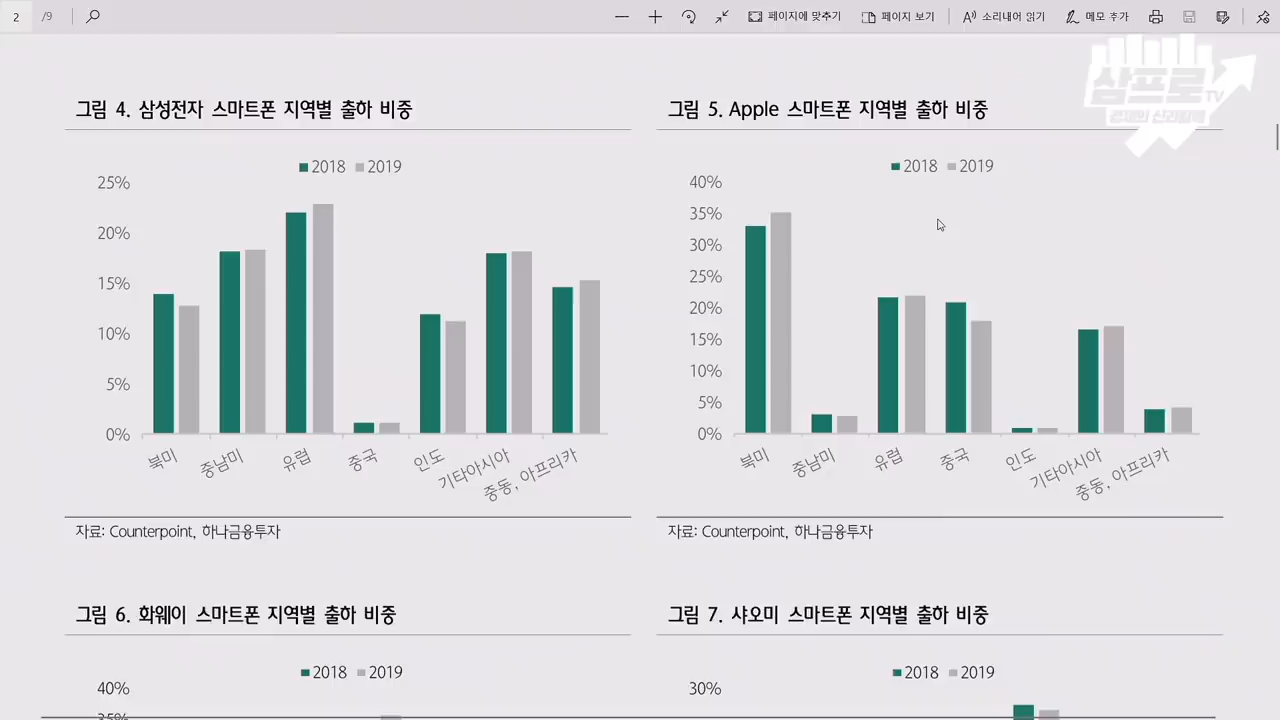 2 /9 페이지에 맞추기 페이지 보기 소리내어 읽기 메모 추가
삼프로TV
경제의 신과함께
그림 4. 삼성전자 스마트폰 지역별 출하 비중
2018 2019
25%
20%
15%
10%
5%
0%
북미 중남미 유럽 중국 인도 기타아시아 중동, 아프리카
자료: Counterpoint, 하나금융투자
그림 5. Apple 스마트폰 지역별 출하 비중
2018 2019
40%
35%
30%
25%
20%
15%
10%
5%
0%
북미 중남미 유럽 중국 인도 기타아시아 중동, 아프리카
자료: Counterpoint, 하나금융투자
그림 6. 화웨이 스마트폰 지역별 출하 비중
2018 2019
40%
35%
그림 7. 샤오미 스마트폰 지역별 출하 비중
2018 2019
30%